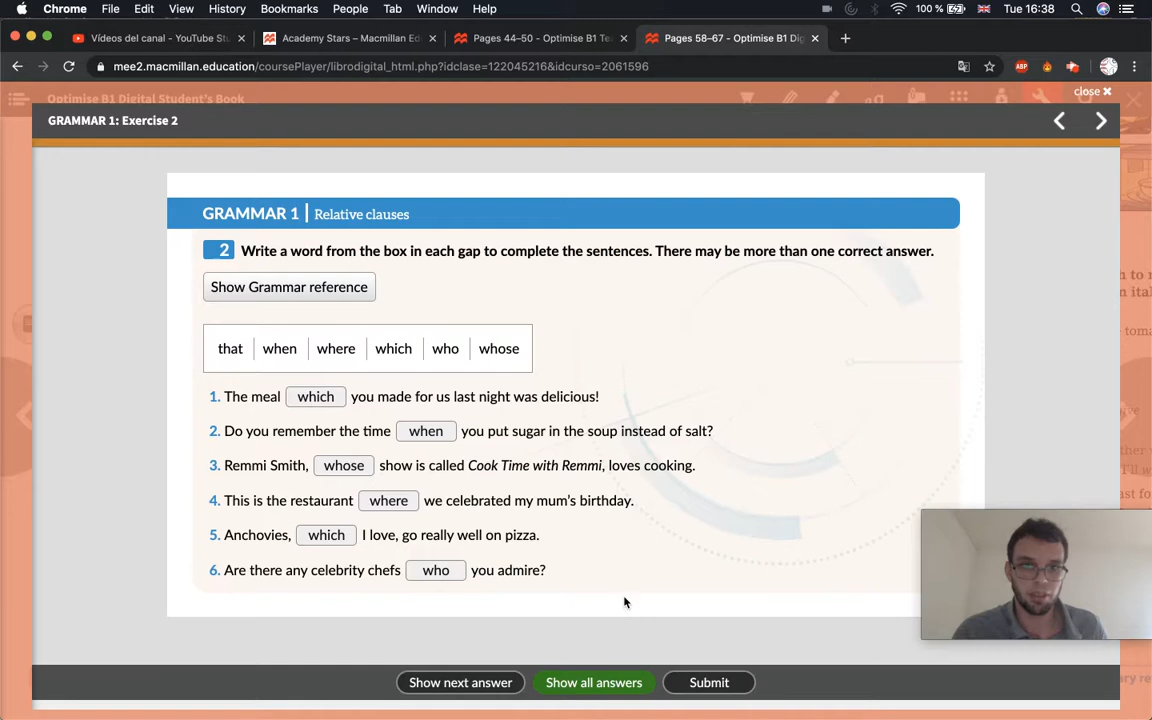 Chrome File Edit View History Bookmarks People Tab Window Help 100 % Tue 16:38
Vídeos del canal - YouTube Stu
Academy Stars – Macmillan Ed
Pages 44–50 - Optimise B1 Tea
Pages 58–67 - Optimise B1 Dig
mee2.macmillan.education/coursePlayer/librodigital_html.php?idclase=122045216&idcurso=2061596
ABP
close
Optimise B1 Digital Student's Book
GRAMMAR 1: Exercise 2
GRAMMAR 1 | Relative clauses
2 Write a word from the box in each gap to complete the sentences. There may be more than one correct answer.
Show Grammar reference
that when where which who whose
1. The meal which you made for us last night was delicious!
2. Do you remember the time when you put sugar in the soup instead of salt?
3. Remmi Smith, whose show is called Cook Time with Remmi, loves cooking.
4. This is the restaurant where we celebrated my mum's birthday.
5. Anchovies, which I love, go really well on pizza.
6. Are there any celebrity chefs who you admire?
Show next answer Show all answers Submit